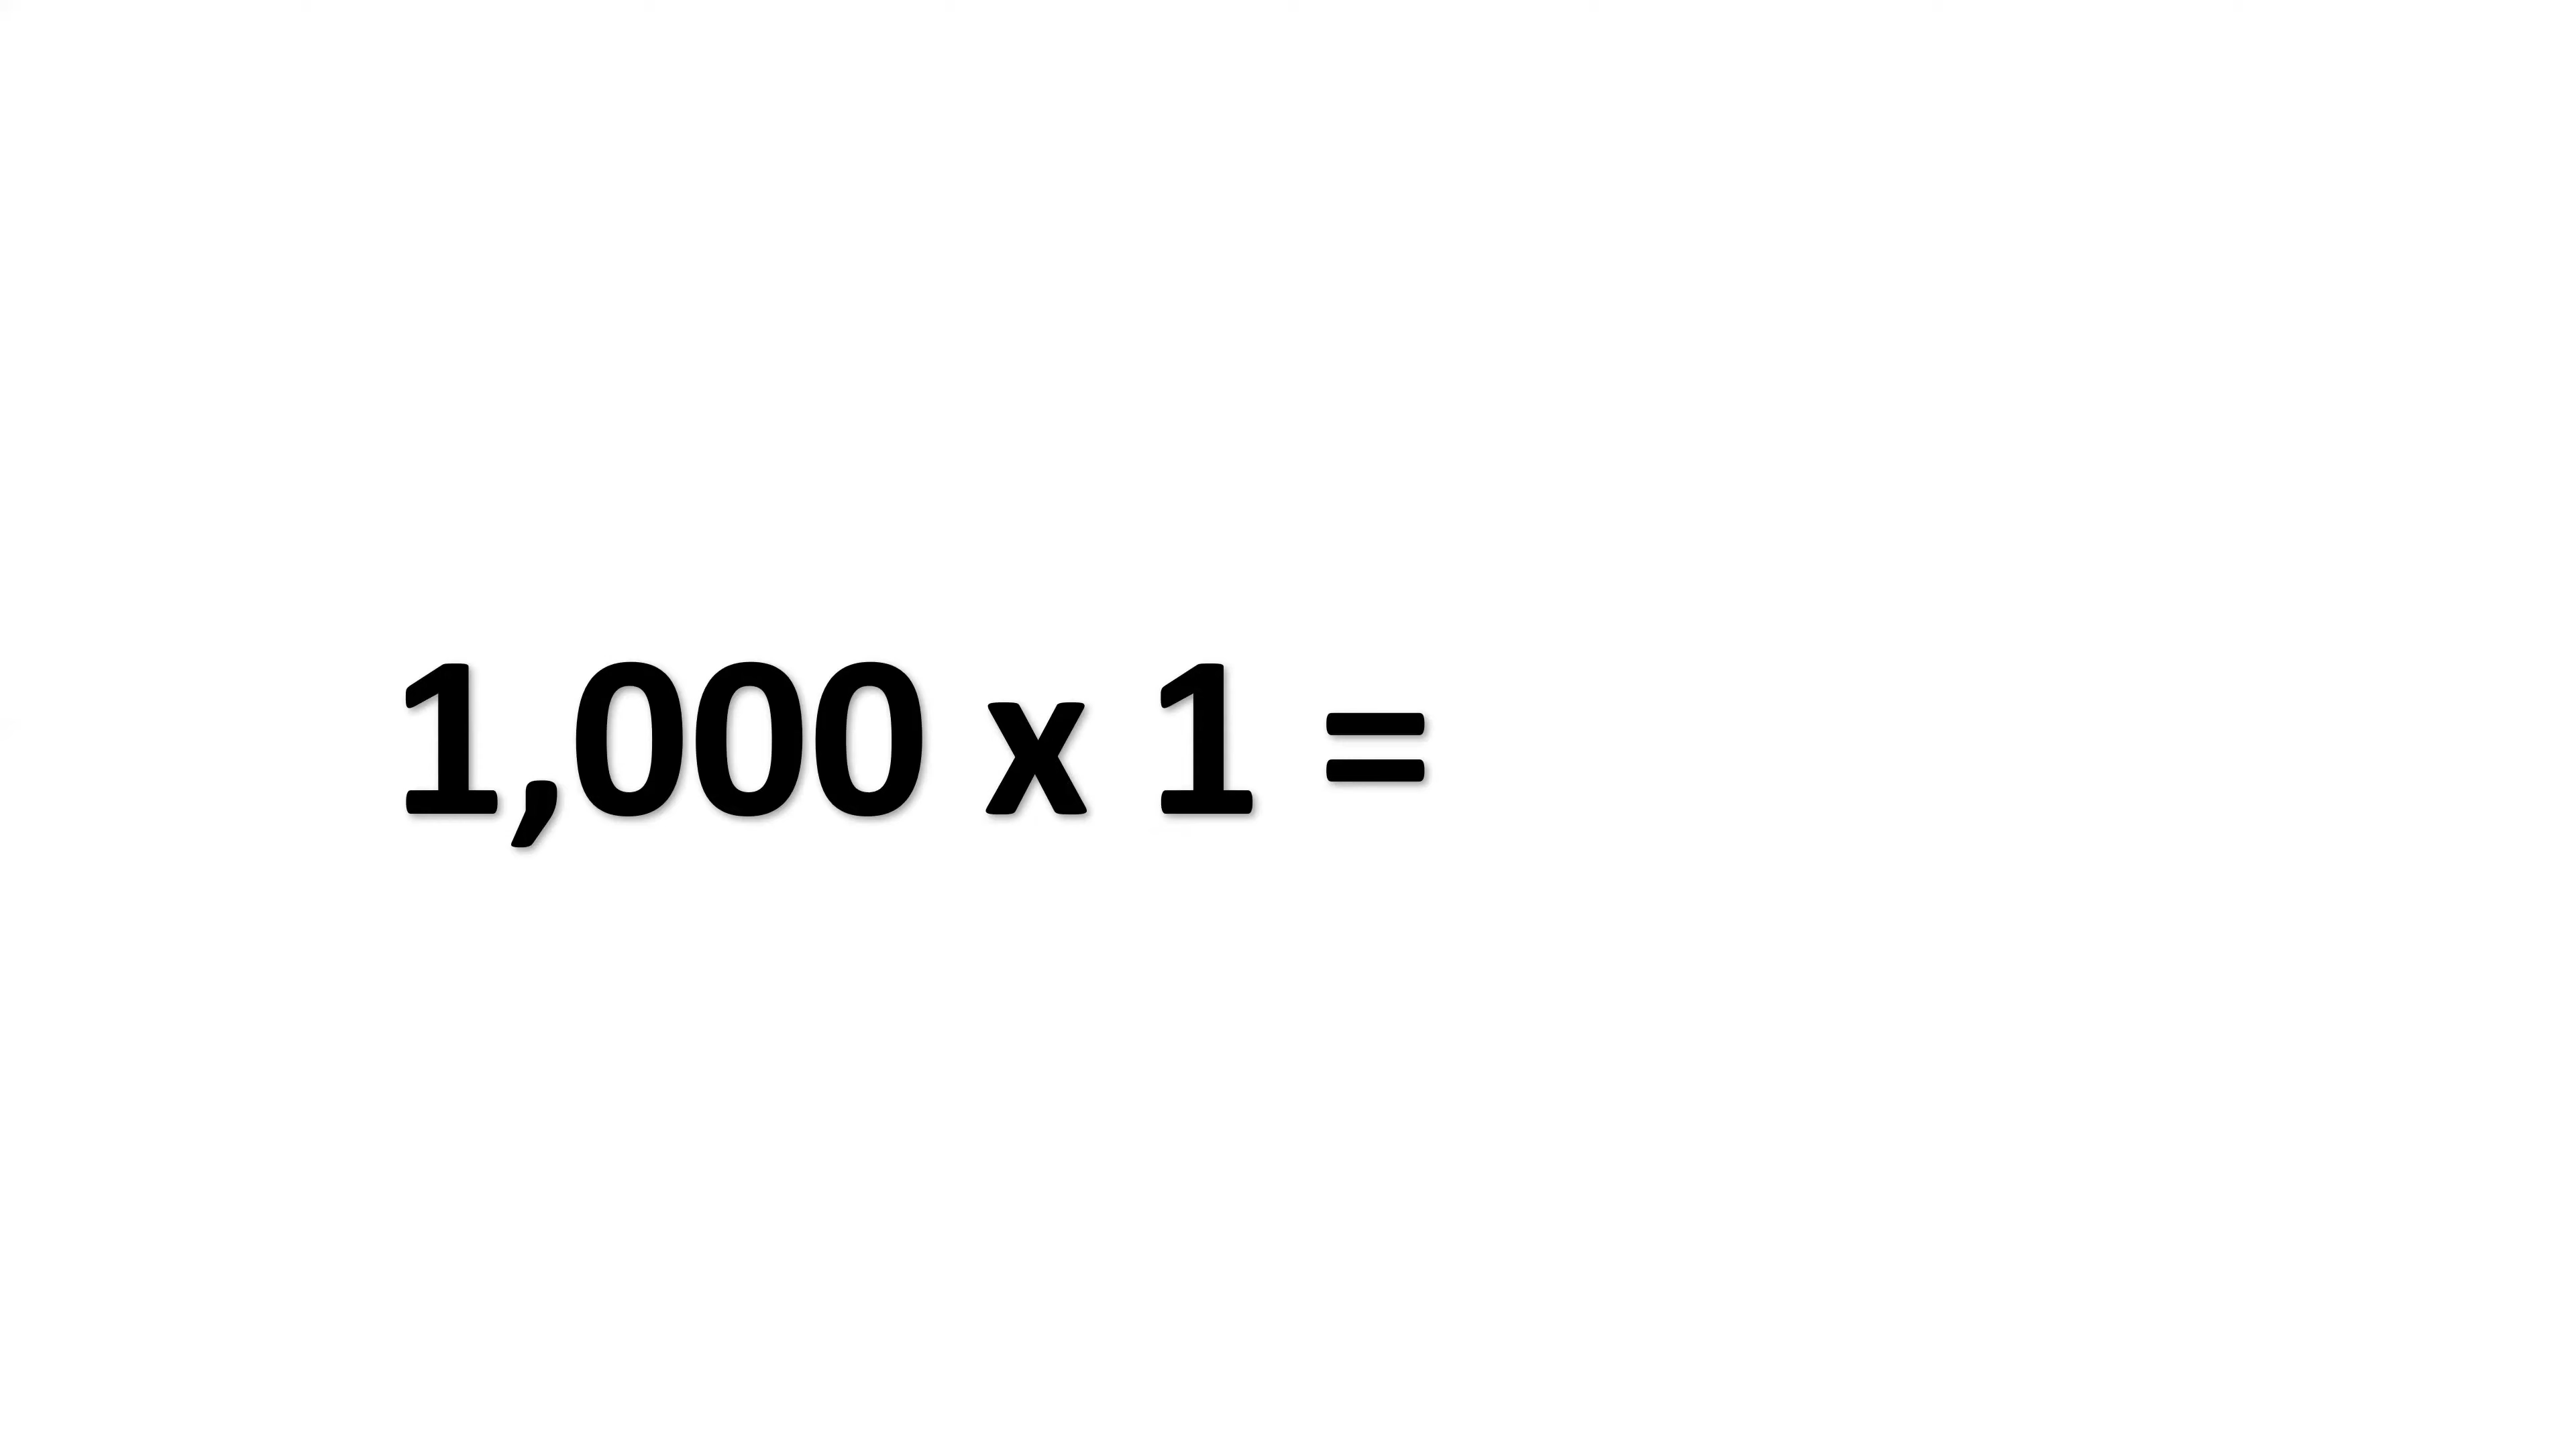 1,000 x 1 =